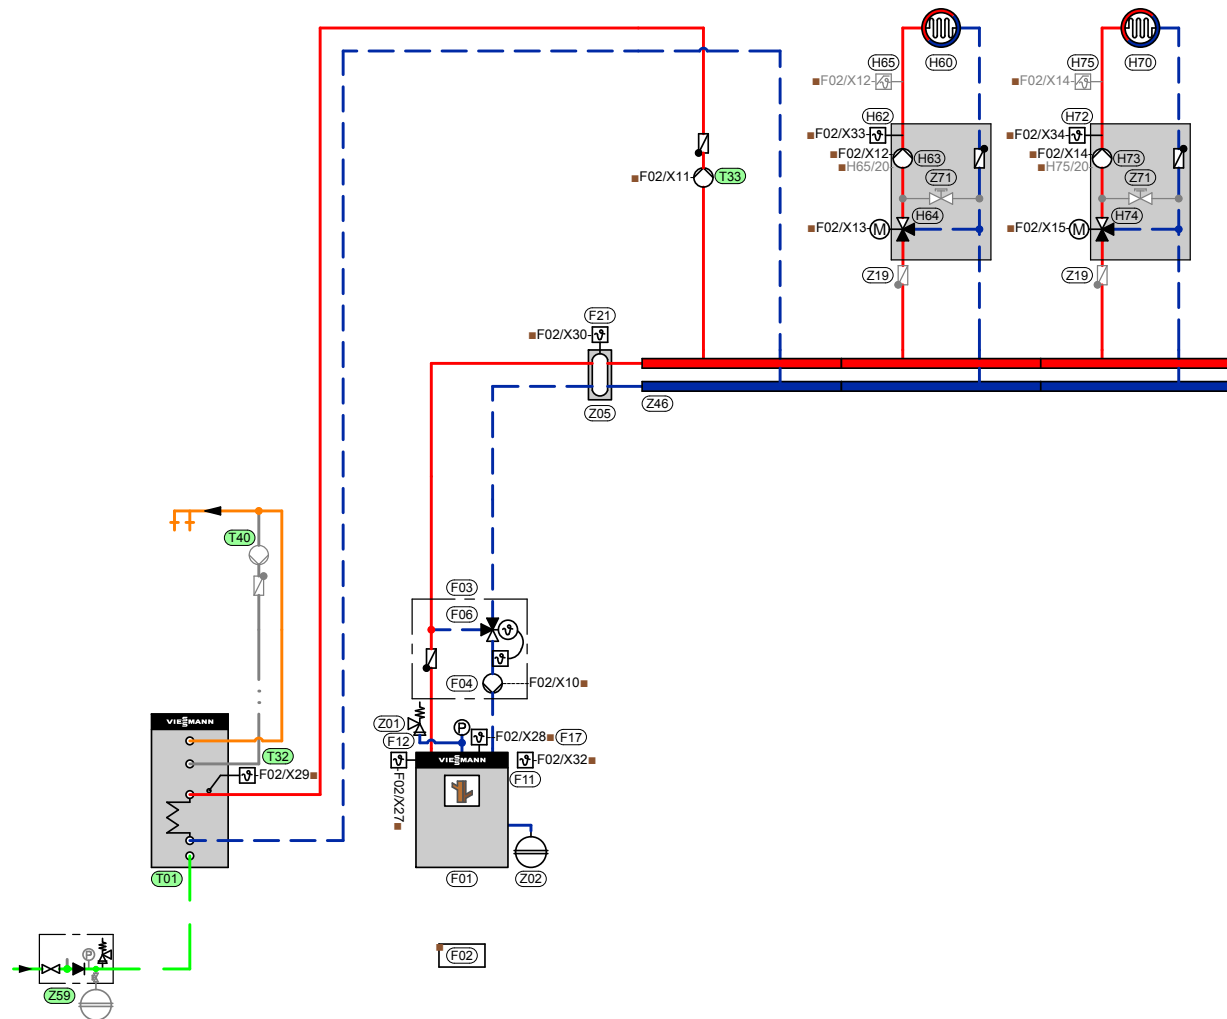 H65
H60
H75
H70
F02/X12
F02/X14
H62
H72
F02/X33
F02/X34
F02/X12
H63
F02/X14
H73
H65/20
H75/20
F02/X11
T33
Z71
Z71
H64
H74
F02/X13
M
F02/X15
M
Z19
Z19
F21
F02/X30
ϑ
Z05
Z46
T40
F03
F06
F04
F02/X10
Z01
P
F12
F02/X28
F17
VIESMANN
T32
F02/X29
VIESMANN
F02/X32
F11
F02/X27
T01
F01
Z02
F02
P
Z59